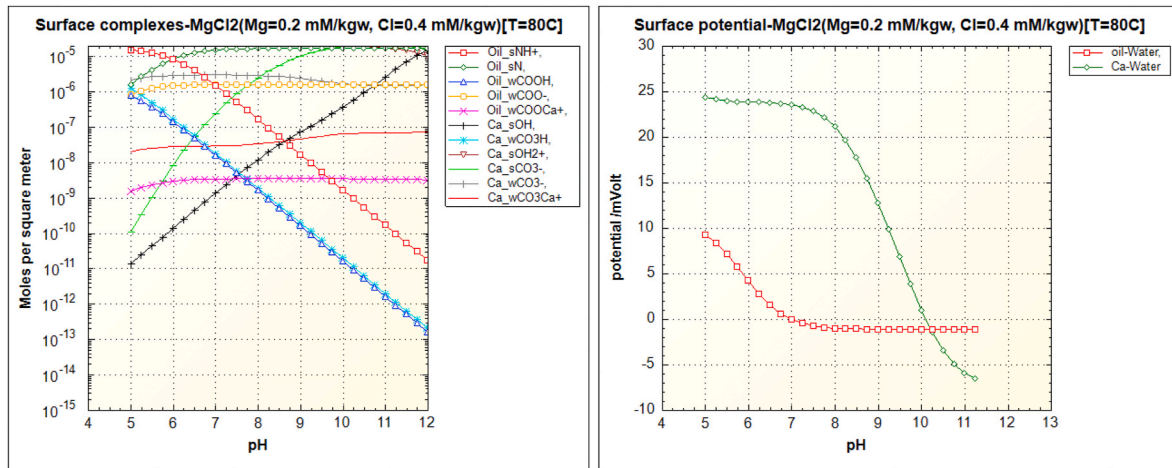 Surface complexes-MgCl2(Mg=0.2 mM/kgw, Cl=0.4 mM/kgw)[T=80C]
Moles per square meter
10^-5
10^-6
10^-7
10^-8
10^-9
10^-10
10^-11
10^-12
10^-13
10^-14
10^-15
4 5 6 7 8 9 10 11 12
pH
Oil_sNH+,
Oil_sN,
Oil_wCOOH,
Oil_wCOO-,
Oil_wCOOCa+,
Ca_sOH,
Ca_wCO3H,
Ca_sOH2+,
Ca_sCO3-,
Ca_wCO3-,
Ca_wCO3Ca+
Surface potential-MgCl2(Mg=0.2 mM/kgw, Cl=0.4 mM/kgw)[T=80C]
potential /mVolt
30
25
20
15
10
5
0
-5
-10
4 5 6 7 8 9 10 11 12 13
pH
oil-Water,
Ca-Water